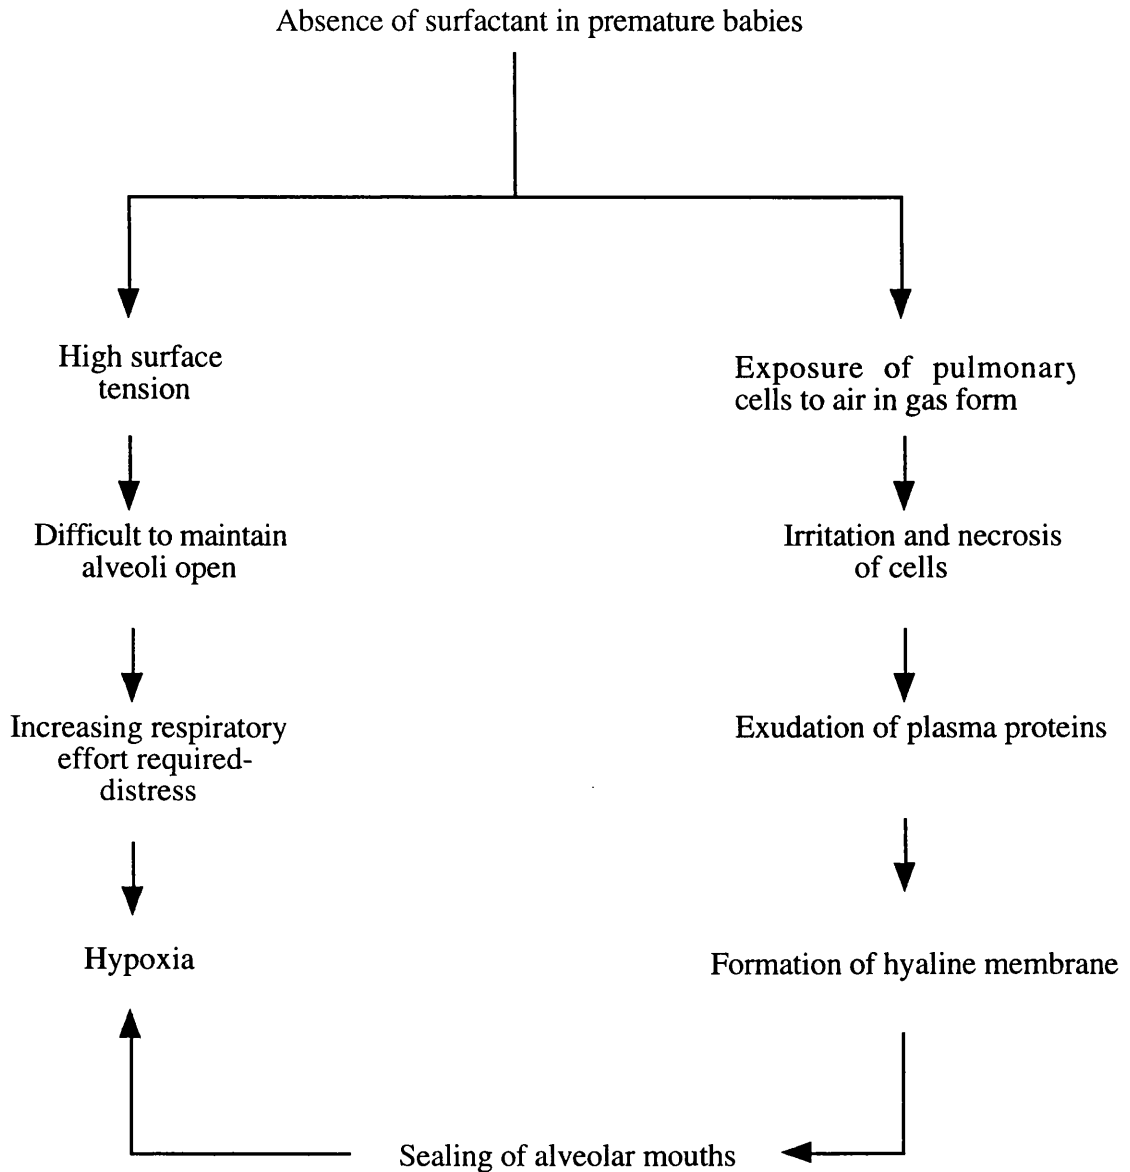 Absence of surfactant in premature babies
High surface
tension
Difficult to maintain
alveoli open
Increasing respiratory
effort required-
distress
Hypoxia
Exposure of pulmonary
cells to air in gas form
Irritation and necrosis
of cells
Exudation of plasma proteins
Formation of hyaline membrane
Sealing of alveolar mouths